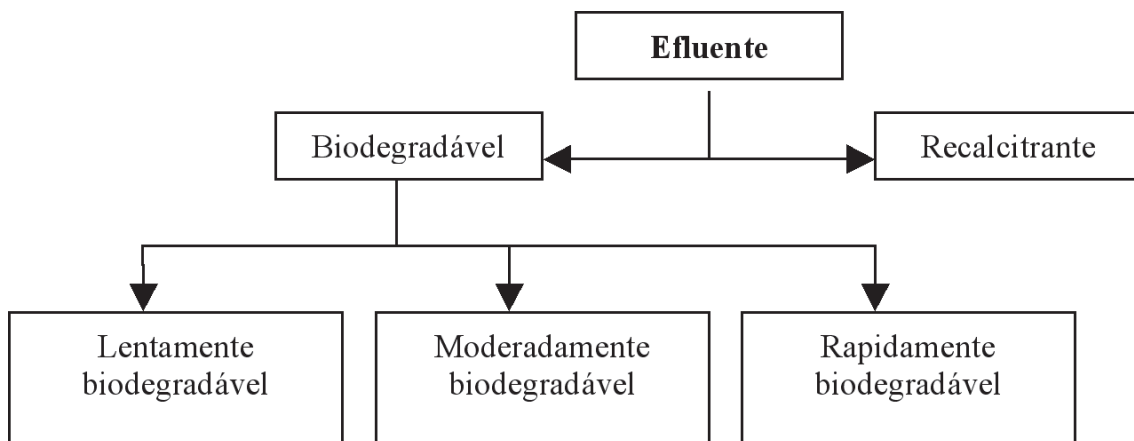 Efluente
Biodegradável
Recalcitrante
Lentamente
biodegradável
Moderadamente
biodegradável
Rapidamente
biodegradável